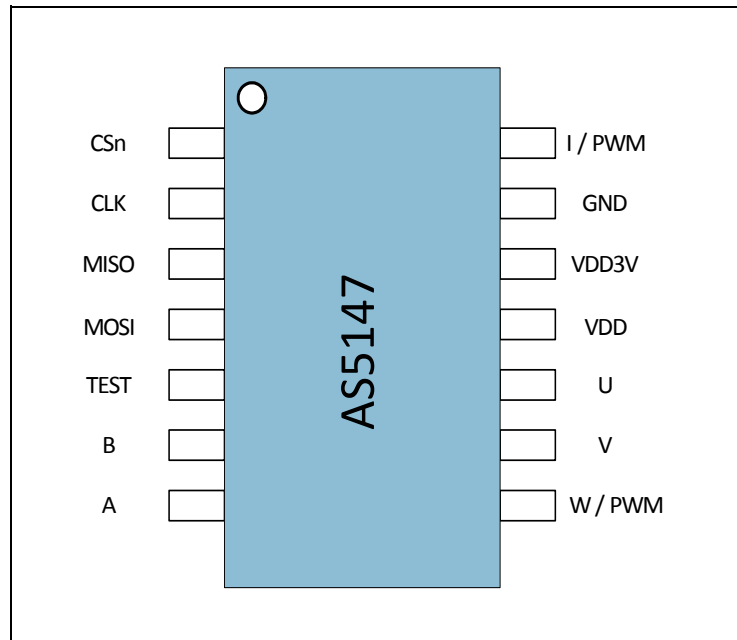 CSn
CLK
MISO
MOSI
TEST
B
A
AS5147
I / PWM
GND
VDD3V
VDD
U
V
W / PWM